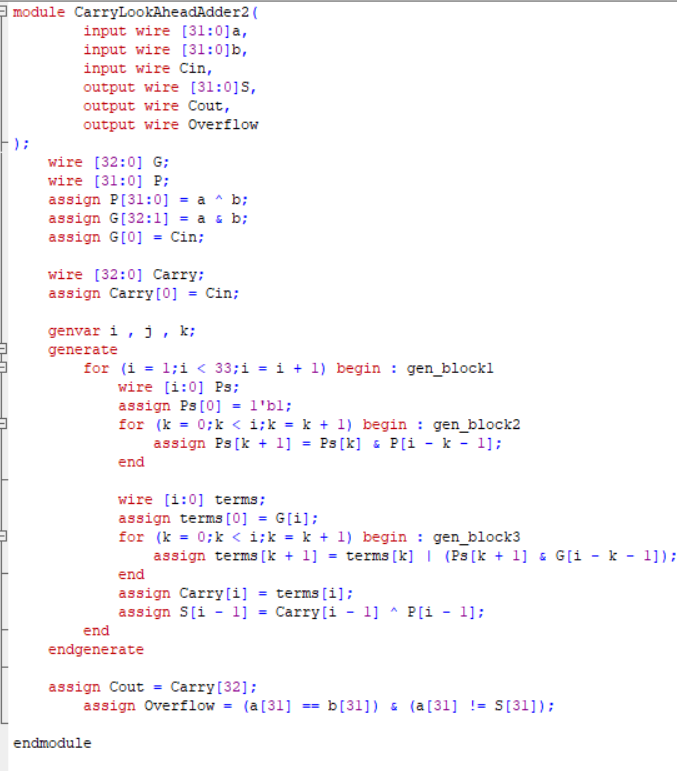 module CarryLookAheadAdder2(
input wire [31:0]a,
input wire [31:0]b,
input wire Cin,
output wire [31:0]S,
output wire Cout,
output wire Overflow
);
wire [32:0] G;
wire [31:0] P;
assign P[31:0] = a ^ b;
assign G[32:1] = a & b;
assign G[0] = Cin;
wire [32:0] Carry;
assign Carry[0] = Cin;
genvar i , j , k;
generate
for (i = 1;i < 33;i = i + 1) begin : gen_block1
wire [i:0] Ps;
assign Ps[0] = 1'b1;
for (k = 0;k < i;k = k + 1) begin : gen_block2
assign Ps[k + 1] = Ps[k] & P[i - k - 1];
end
wire [i:0] terms;
assign terms[0] = G[i];
for (k = 0;k < i;k = k + 1) begin : gen_block3
assign terms[k + 1] = terms[k] | (Ps[k + 1] & G[i - k - 1]);
end
assign Carry[i] = terms[i];
assign S[i - 1] = Carry[i - 1] ^ P[i - 1];
end
endgenerate
assign Cout = Carry[32];
assign Overflow = (a[31] == b[31]) & (a[31] != S[31]);
endmodule